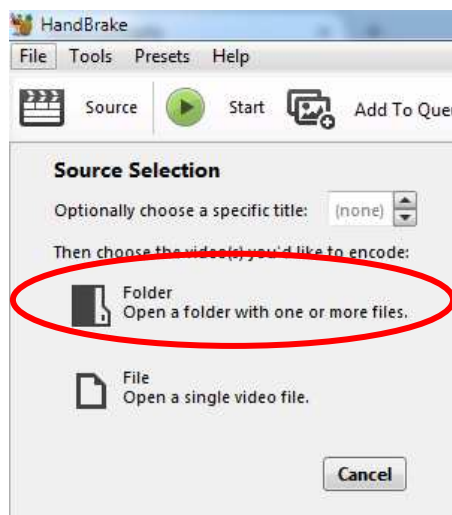 HandBrake
File Tools Presets Help
Source Start Add To Que
Source Selection
Optionally choose a specific title: (none)
Then choose the video(s) you'd like to encode:
Folder
Open a folder with one or more files.
File
Open a single video file.
Cancel